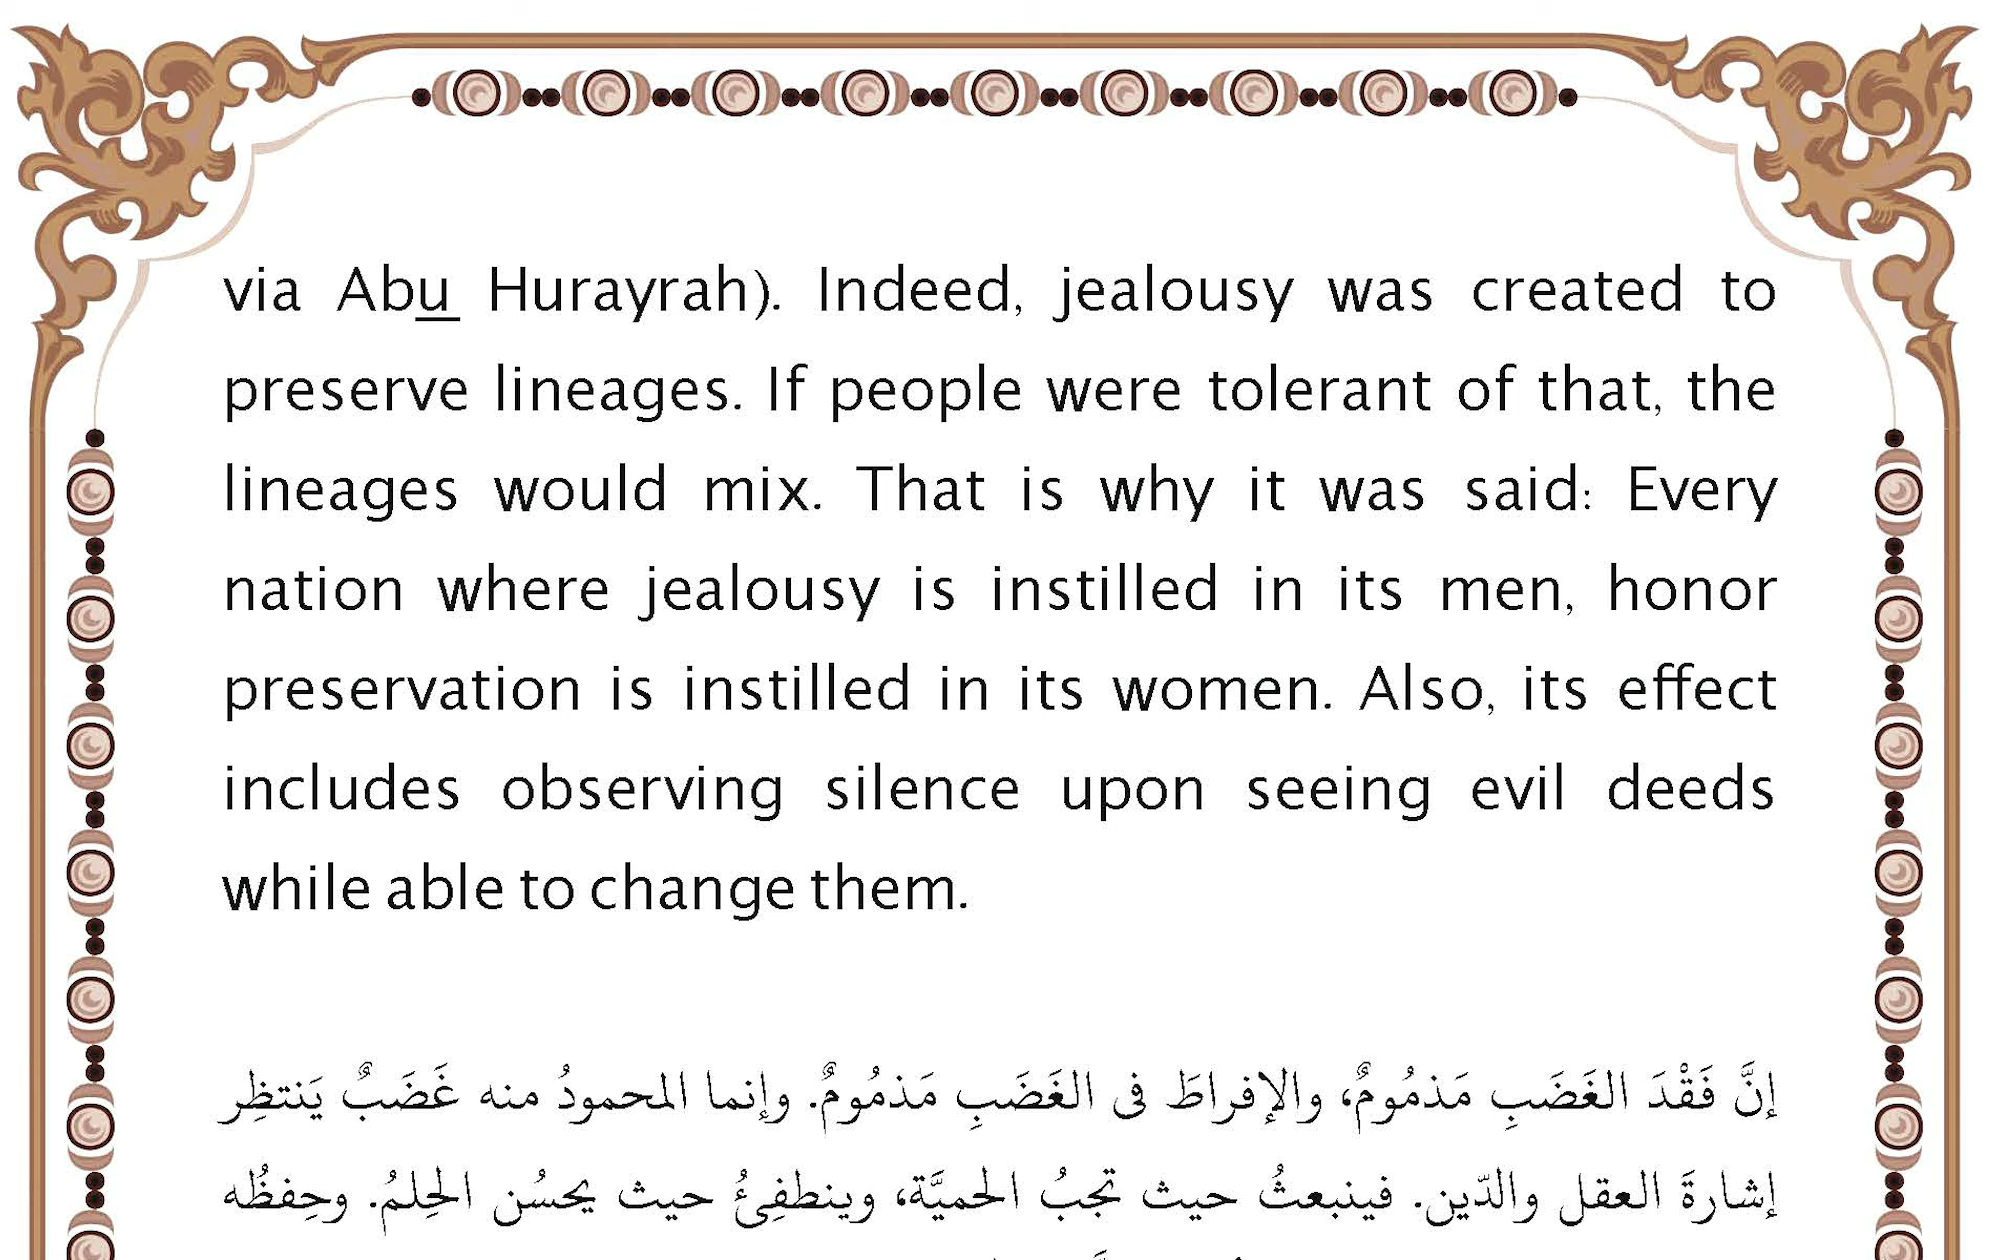 via Abu Hurayrah). Indeed, jealousy was created to
preserve lineages. If people were tolerant of that, the
lineages would mix. That is why it was said: Every
nation where jealousy is instilled in its men, honor
preservation is instilled in its women. Also, its effect
includes observing silence upon seeing evil deeds
while able to change them.
إنَّ فَقْدَ الغَضَبِ مَذمُومٌ، والإفراطَ فى الغَضَبِ مَذمُومٌ. وإنما المحمودُ منه غَضَبٌ يَنتظِر
إشارةَ العقل والدّين. فينبعثُ حيث تجبُ الحميَّة، وينطفِئُ حيث يحسُن الحِلمُ. وحِفظُه